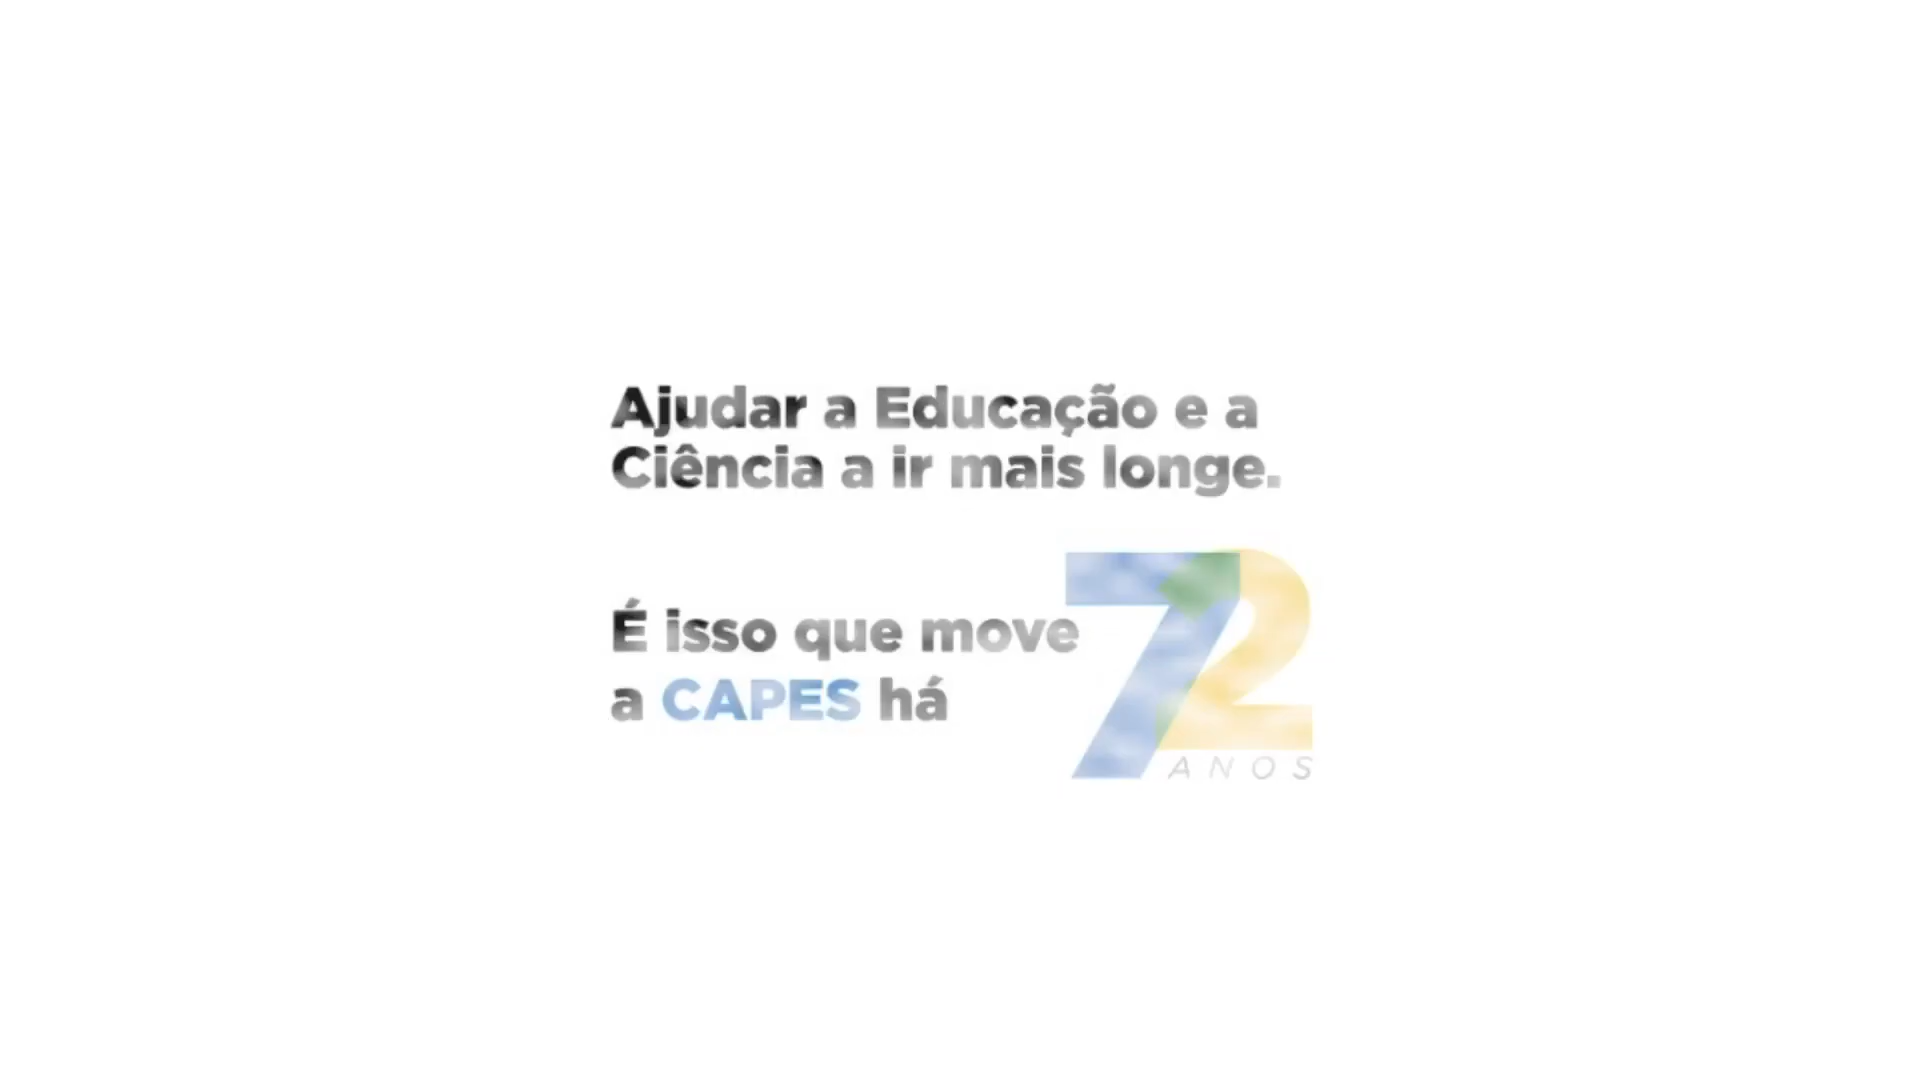 Ajudar a Educação e a
Ciência a ir mais longe.
É isso que move
a CAPES há
72
ANOS